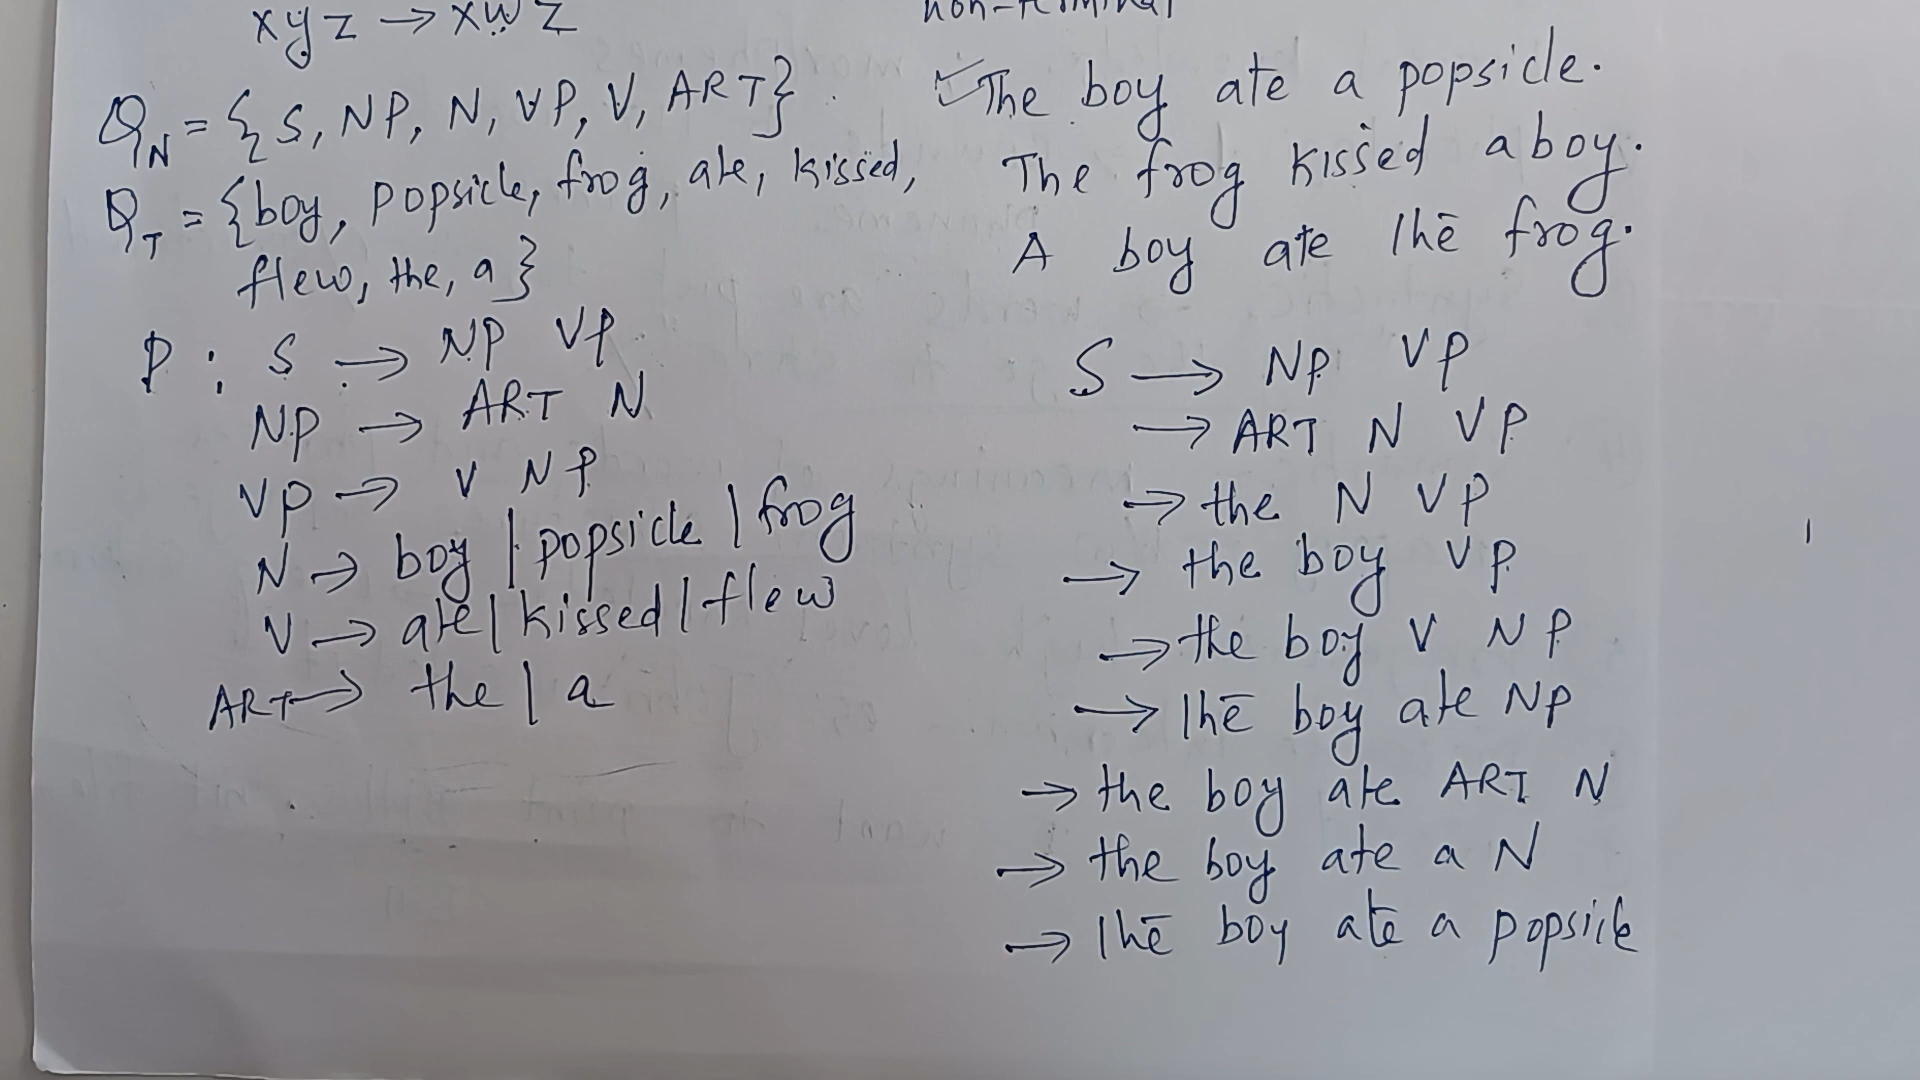 xyz → xwz
non-terminal
Q_N = {S, NP, N, VP, V, ART}
Q_T = {boy, popsicle, frog, ate, kissed,
flew, the, a}
P : S → NP VP
NP → ART N
VP → V NP
N → boy | popsicle | frog
V → ate | kissed | flew
ART → the | a
✓ The boy ate a popsicle.
The frog kissed a boy.
A boy ate the frog.
S → NP VP
→ ART N VP
→ the N VP
→ the boy VP
→ the boy V NP
→ the boy ate NP
→ the boy ate ART N
→ the boy ate a N
→ the boy ate a popsicle